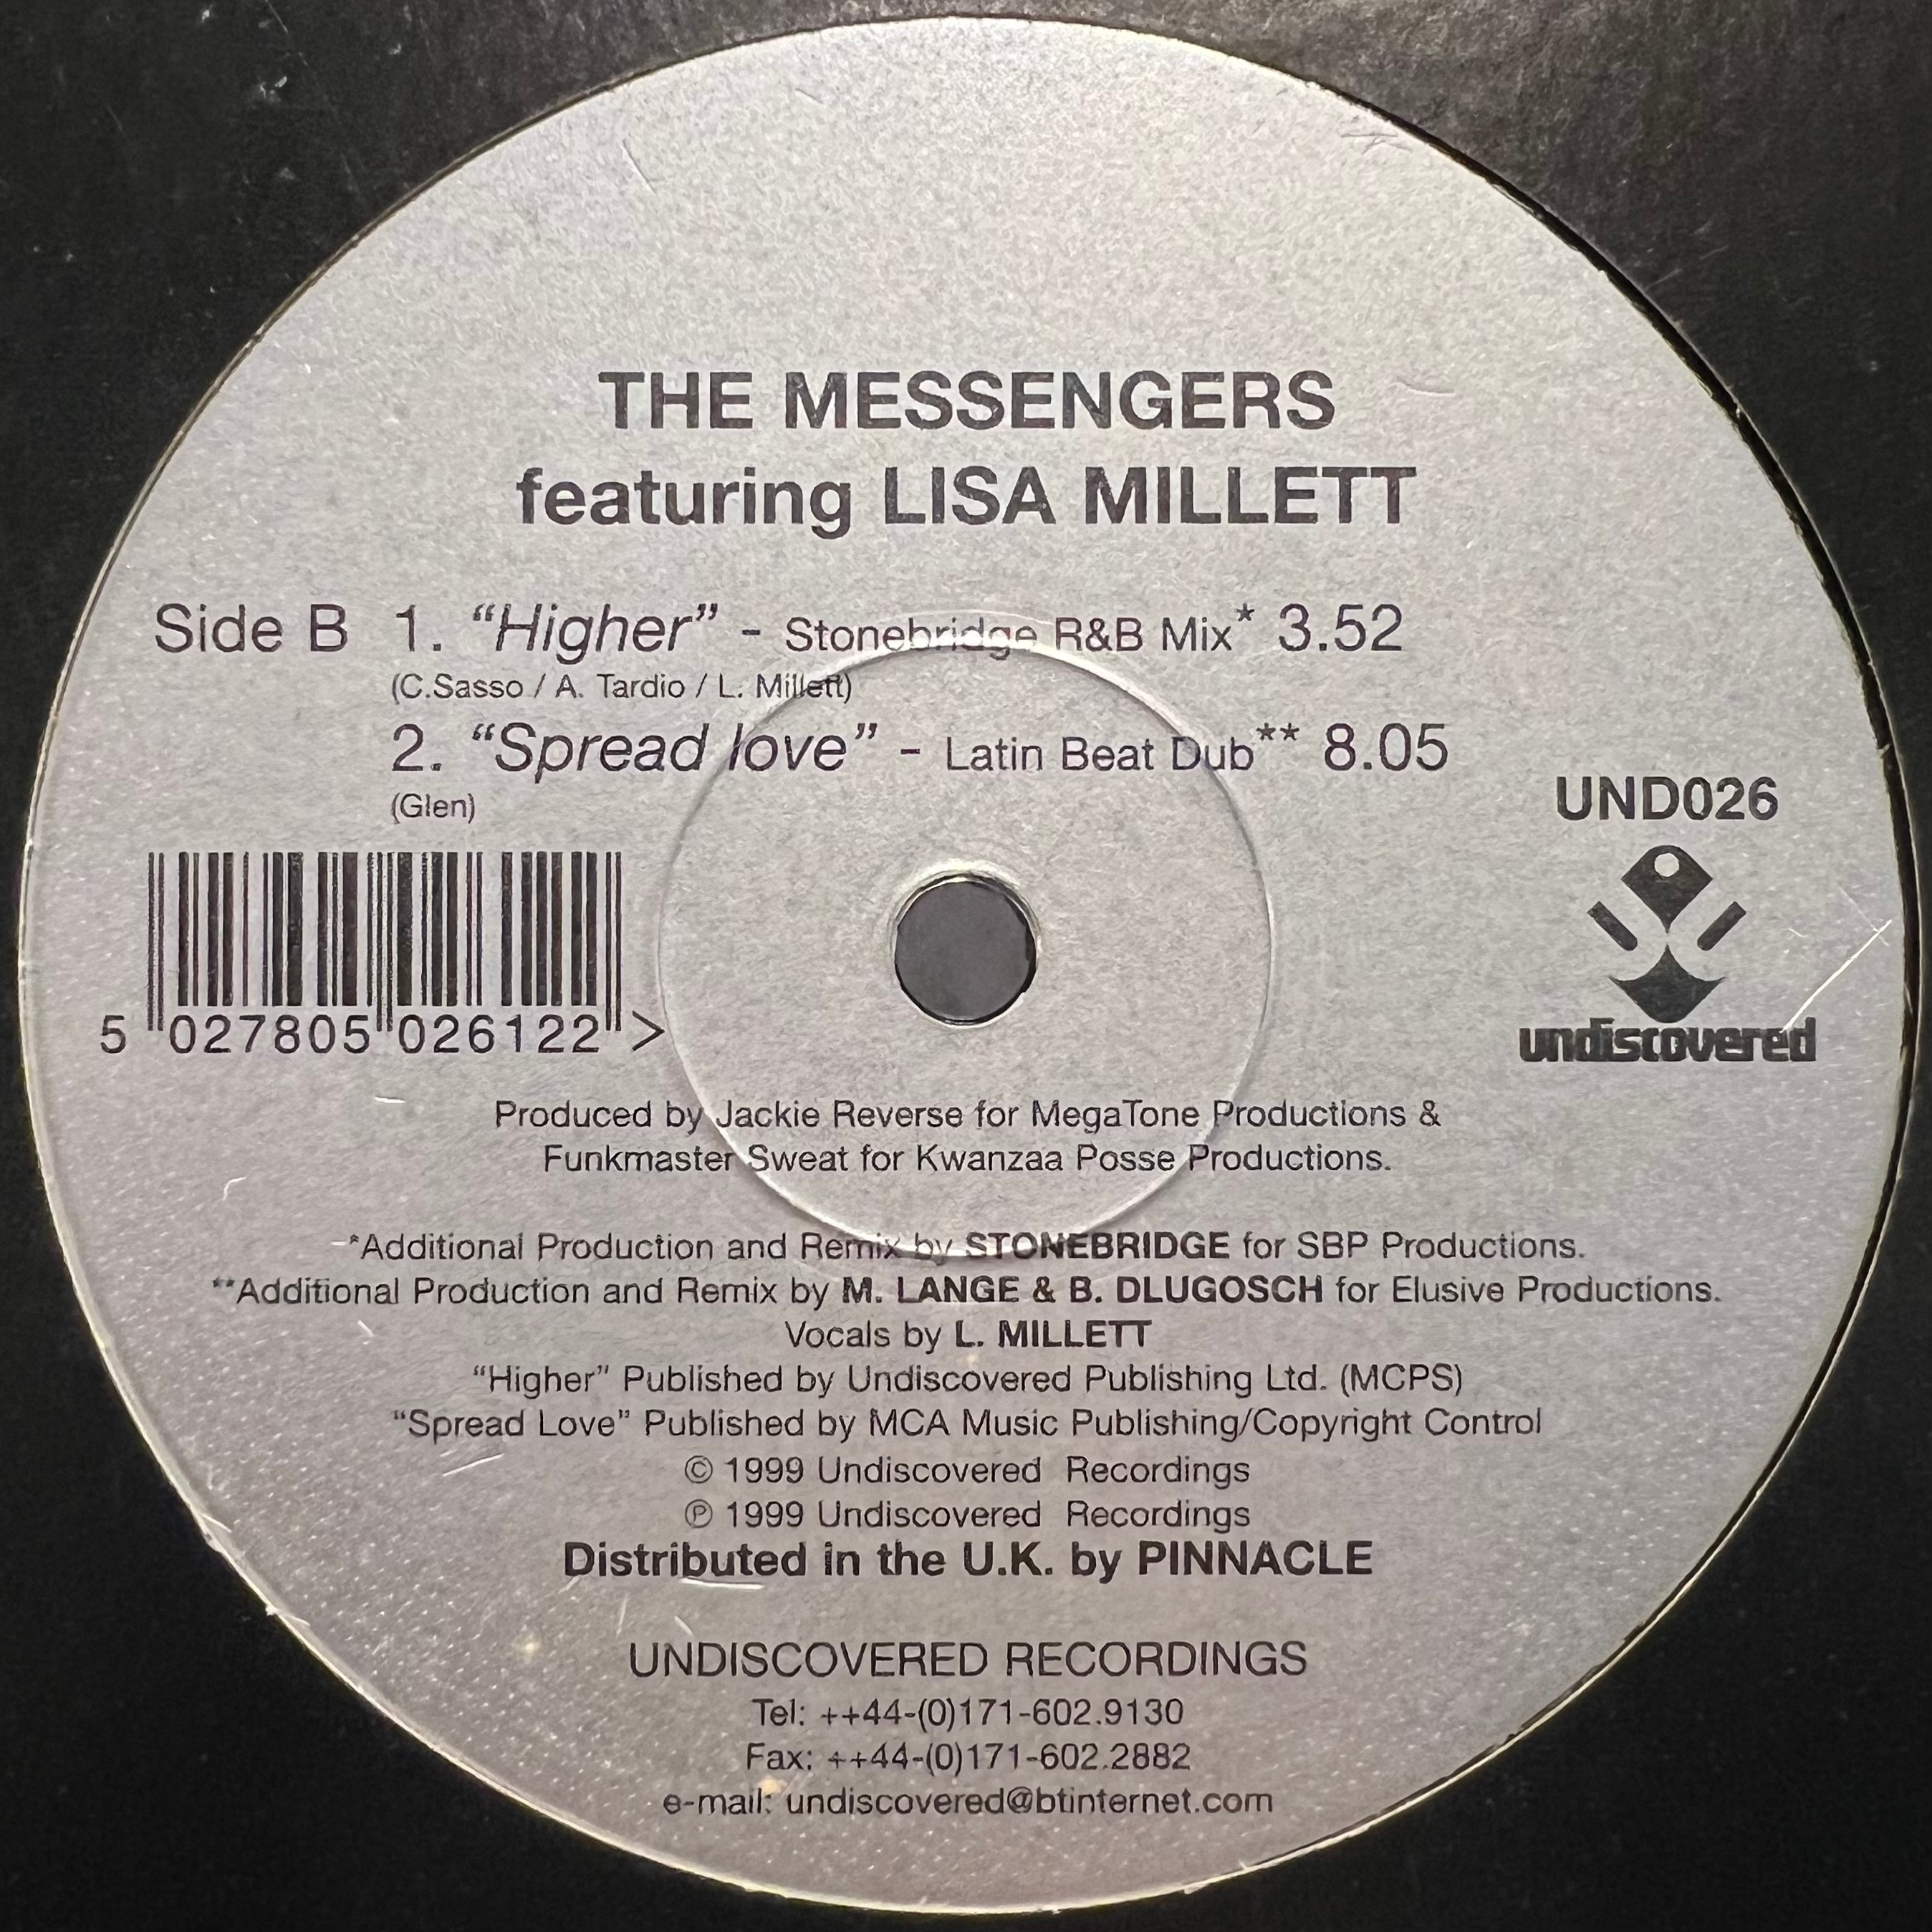 THE MESSENGERS
featuring LISA MILLETT
Side B 1. “Higher” - Stonebridge R&B Mix* 3.52
(C.Sasso / A. Tardio / L. Millett)
2. “Spread love” - Latin Beat Dub** 8.05
(Glen)
UND026
undiscovered
5 027805 026122 >
Produced by Jackie Reverse for MegaTone Productions &
Funkmaster Sweat for Kwanzaa Posse Productions.
*Additional Production and Remix by STONEBRIDGE for SBP Productions.
**Additional Production and Remix by M. LANGE & B. DLUGOSCH for Elusive Productions.
Vocals by L. MILLETT
“Higher” Published by Undiscovered Publishing Ltd. (MCPS)
“Spread Love” Published by MCA Music Publishing/Copyright Control
© 1999 Undiscovered Recordings
℗ 1999 Undiscovered Recordings
Distributed in the U.K. by PINNACLE
UNDISCOVERED RECORDINGS
Tel: ++44-(0)171-602.9130
Fax: ++44-(0)171-602.2882
e-mail: undiscovered@btinternet.com